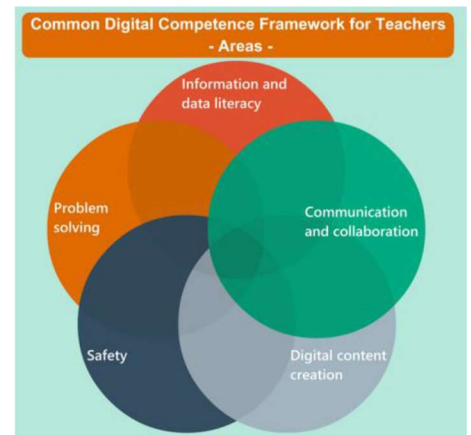 Common Digital Competence Framework for Teachers
- Areas -
Information and
data literacy
Problem
solving
Communication
and collaboration
Safety
Digital content
creation